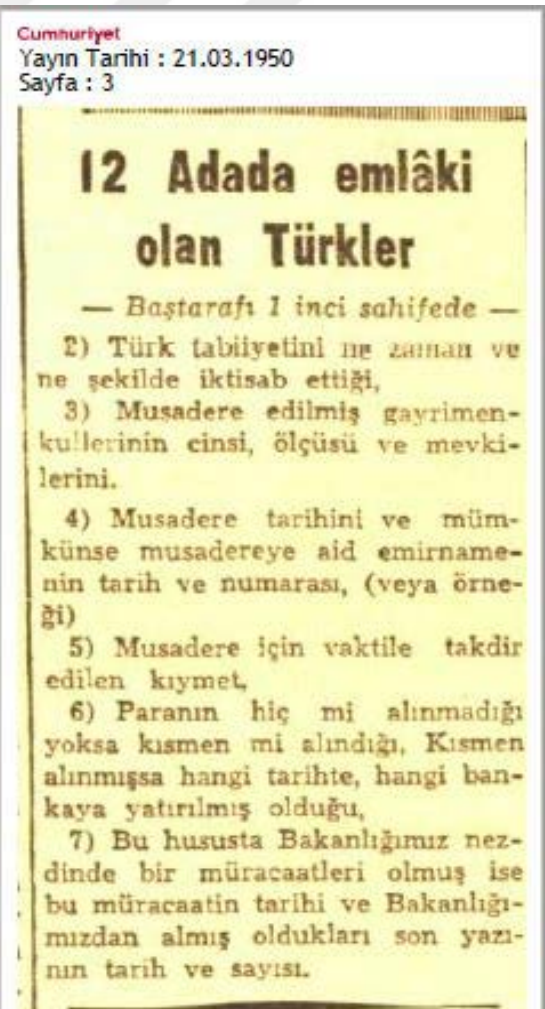 Cumhuriyet
Yayın Tarihi : 21.03.1950
Sayfa : 3
12 Adada emlâki
olan Türkler
— Baştarafı 1 inci sahifede —
2) Türk tabiiyetini ne zaman ve
ne şekilde iktisab ettiği,
3) Musadere edilmiş gayrimen-
kullerinin cinsi, ölçüsü ve mevki-
lerini.
4) Musadere tarihini ve müm-
künse musadereye aid emirname-
nin tarih ve numarası, (veya örne-
ği)
5) Musadere için vaktile takdir
edilen kıymet,
6) Paranın hiç mi alınmadığı
yoksa kısmen mi alındığı, Kısmen
alınmışsa hangi tarihte, hangi ban-
kaya yatırılmış olduğu,
7) Bu hususta Bakanlığımız nez-
dinde bir müracaatleri olmuş ise
bu müracaatin tarihi ve Bakanlığı-
mızdan almış oldukları son yazı-
nın tarih ve sayısı.